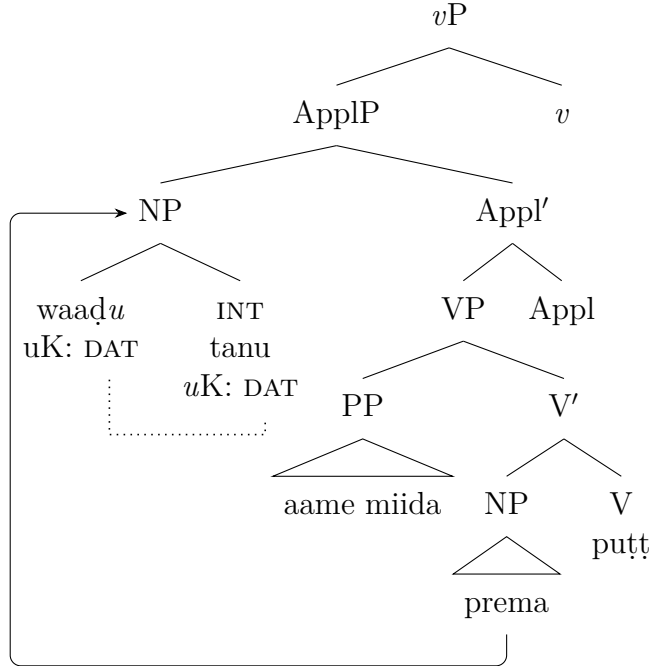 vP
ApplP v
NP Appl′
waaḍu INT VP Appl
uK: DAT tanu
uK: DAT PP V′
aame miida NP V
puṭṭ
prema